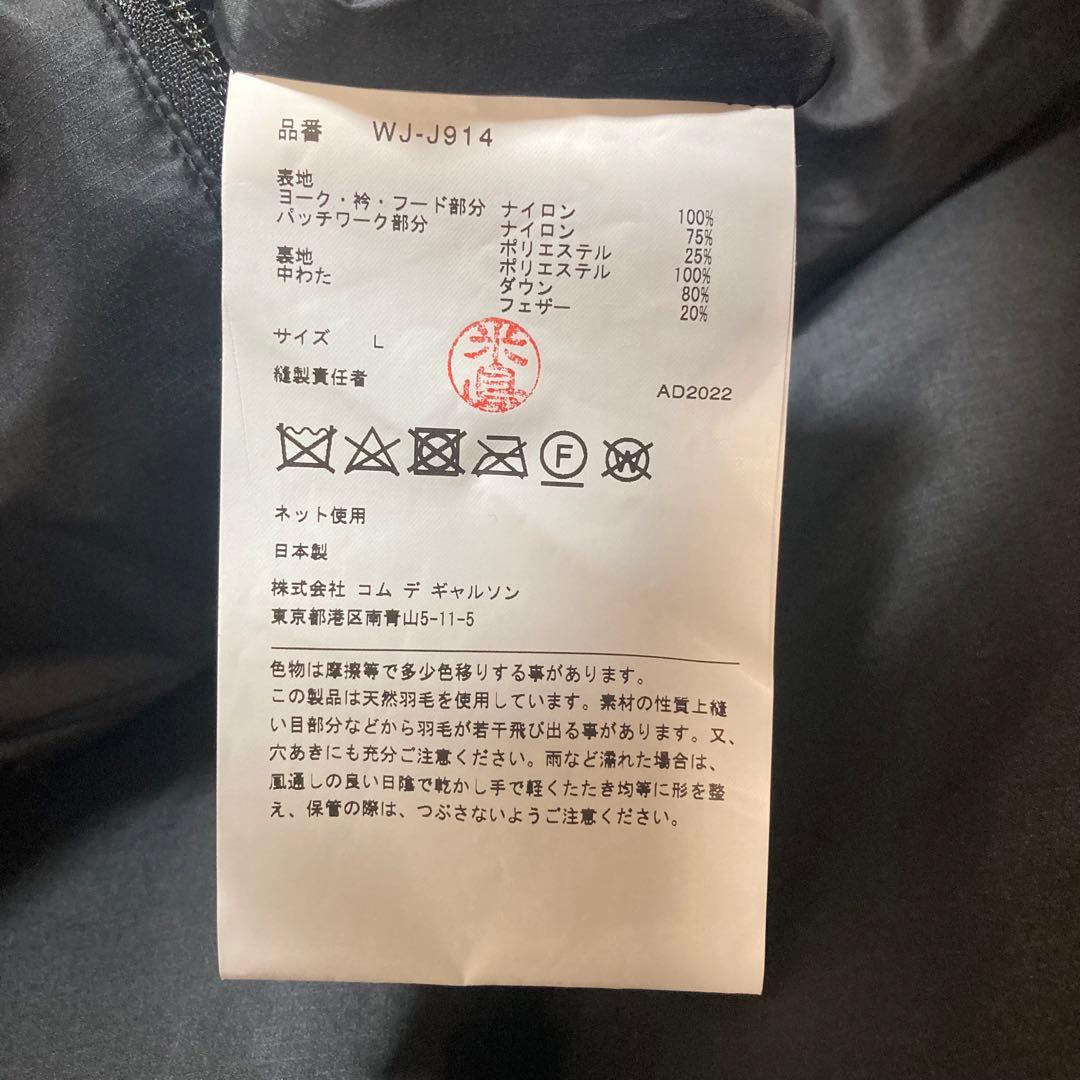 品番 WJ-J914
表地
ヨーク・衿・フード部分 ナイロン 100%
パッチワーク部分 ナイロン 75%
ポリエステル 25%
裏地 ポリエステル 100%
中わた ダウン 80%
フェザー 20%
サイズ L
縫製責任者
AD2022
F
W
ネット使用
日本製
株式会社 コム デ ギャルソン
東京都港区南青山5-11-5
色物は摩擦等で多少色移りする事があります。
この製品は天然羽毛を使用しています。素材の性質上縫
い目部分などから羽毛が若干飛び出る事があります。又、
穴あきにも充分ご注意ください。雨など濡れた場合は、
風通しの良い日陰で乾かし手で軽くたたき均等に形を整
え、保管の際は、つぶさないようご注意ください。